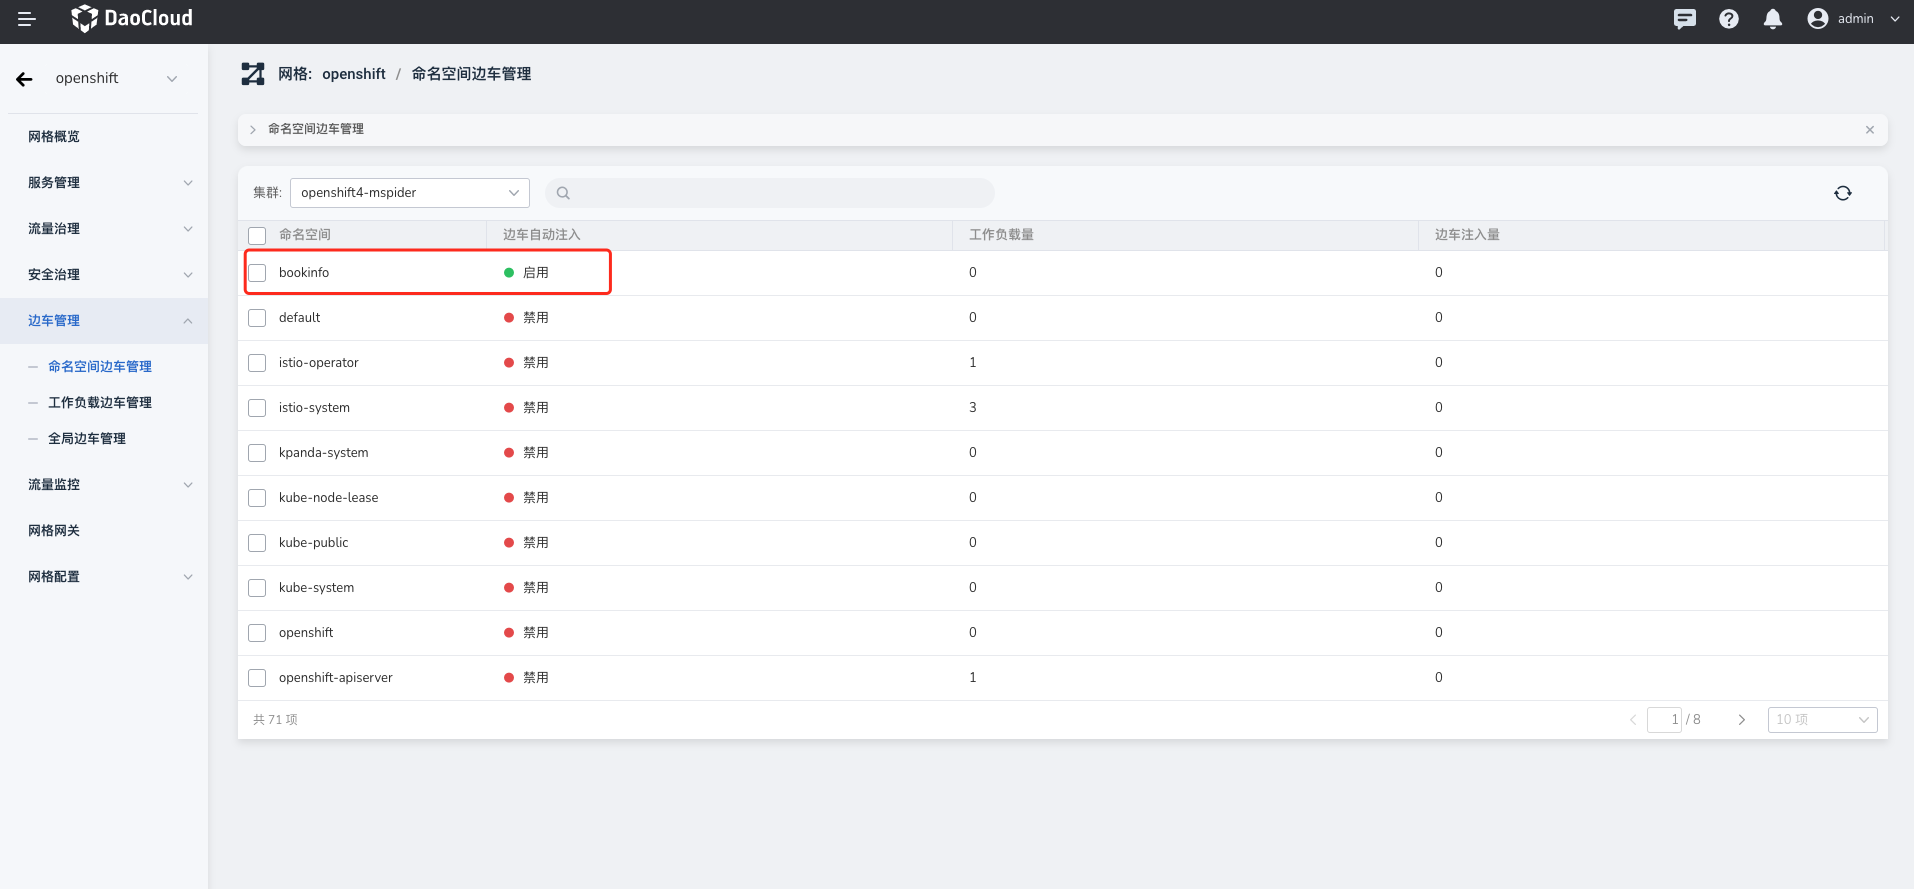 DaoCloud
admin
openshift
网格概览
服务管理
流量治理
安全治理
边车管理
命名空间边车管理
工作负载边车管理
全局边车管理
流量监控
网格网关
网格配置
网格: openshift / 命名空间边车管理
命名空间边车管理
集群: openshift4-mspider
命名空间 边车自动注入 工作负载量 边车注入量
bookinfo 启用 0 0
default 禁用 0 0
istio-operator 禁用 1 0
istio-system 禁用 3 0
kpanda-system 禁用 0 0
kube-node-lease 禁用 0 0
kube-public 禁用 0 0
kube-system 禁用 0 0
openshift 禁用 0 0
openshift-apiserver 禁用 1 0
共 71 项 1 / 8 10 项